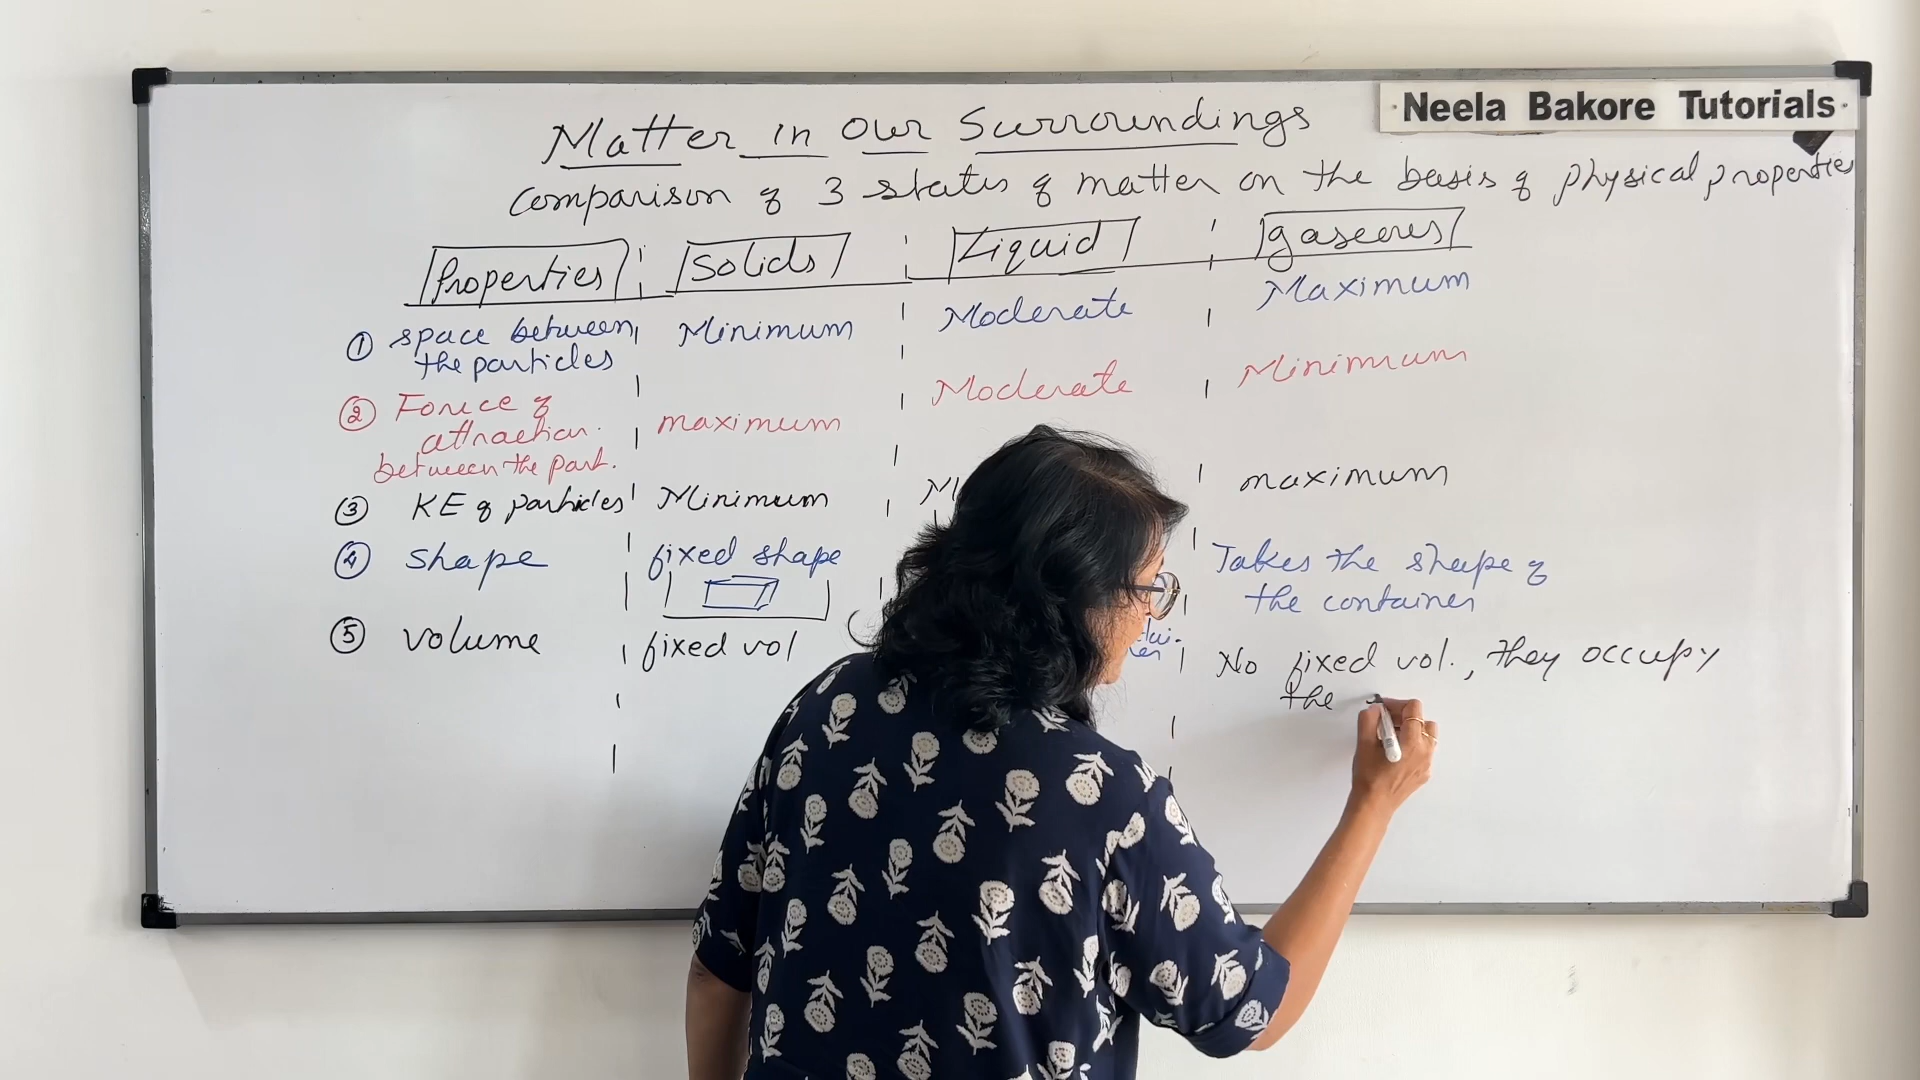 Neela Bakore Tutorials
Matter in Our Surroundings
Comparison of 3 states of matter on the basis of physical properties
Properties Solids Liquid gaseous
① space between the particles Minimum Moderate Maximum
② Force of attraction between the part. maximum Moderate Minimum
③ KE of particles Minimum maximum
④ shape fixed shape Takes the shape of the container
⑤ volume fixed vol No fixed vol., they occupy the